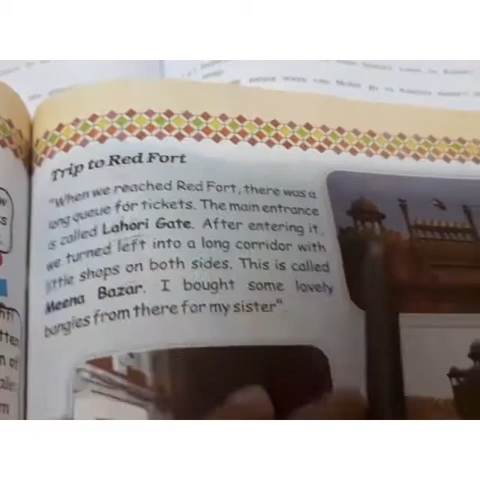 Trip to Red Fort
"When we reached Red Fort, there was a
long queue for tickets. The main entrance
is called Lahori Gate. After entering it,
we turned left into a long corridor with
little shops on both sides. This is called
Meena Bazar. I bought some lovely
bangles from there for my sister"